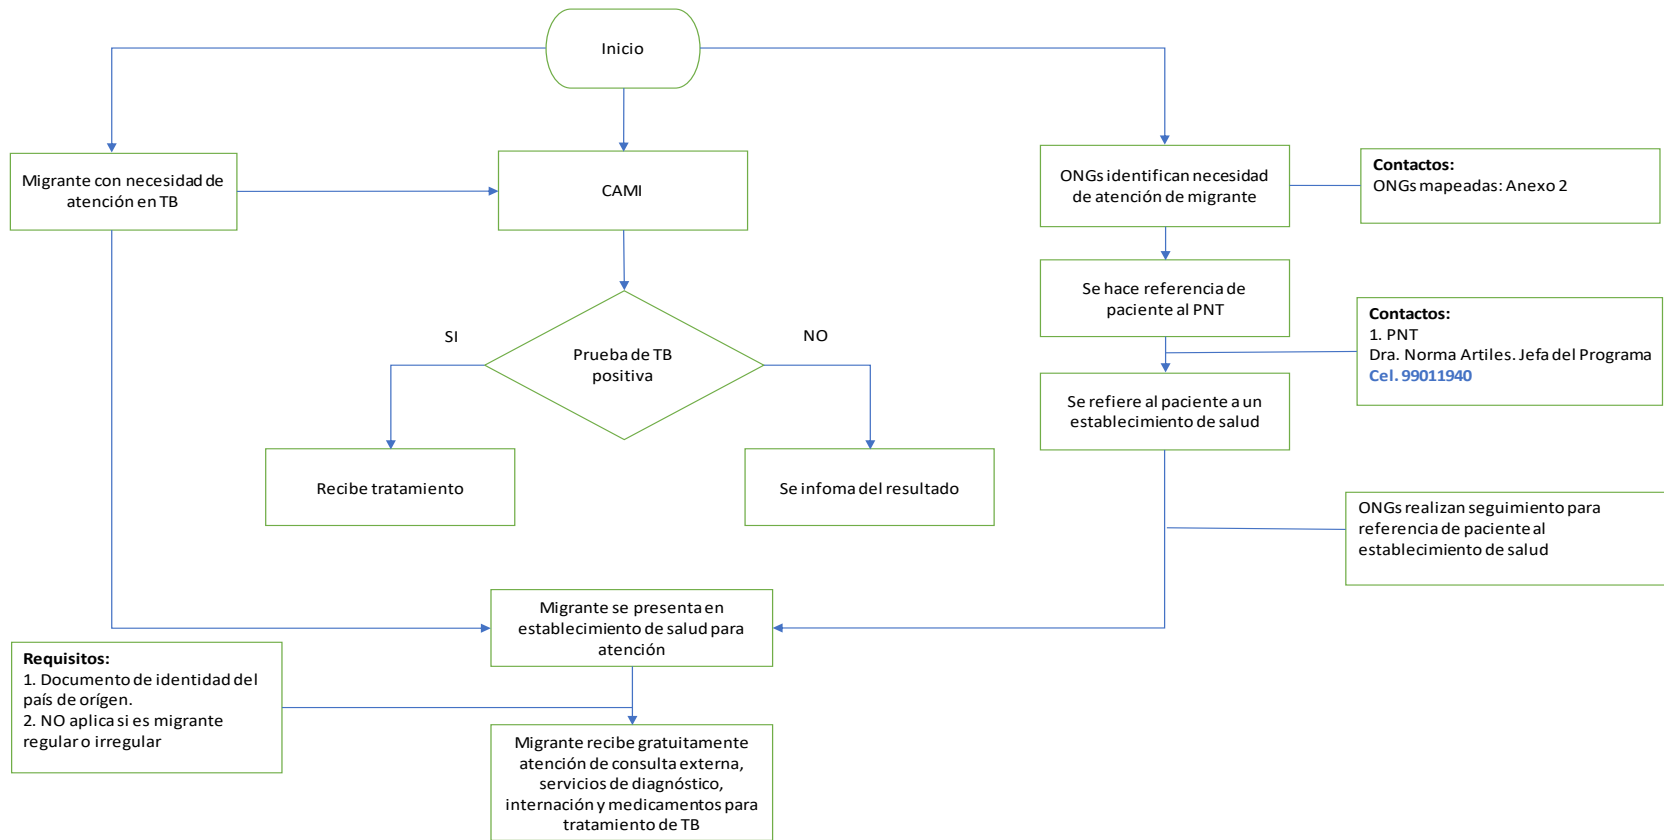 Inicio
Migrante con necesidad de
atención en TB
CAMI
ONGs identifican necesidad
de atención de migrante
Contactos:
ONGs mapeadas: Anexo 2
Se hace referencia de
paciente al PNT
Contactos:
1. PNT
Dra. Norma Artiles. Jefa del Programa
Cel. 99011940
SI
NO
Prueba de TB
positiva
Se refiere al paciente a un
establecimiento de salud
Recibe tratamiento
Se infoma del resultado
ONGs realizan seguimiento para
referencia de paciente al
establecimiento de salud
Migrante se presenta en
establecimiento de salud para
atención
Requisitos:
1. Documento de identidad del
país de orígen.
2. NO aplica si es migrante
regular o irregular
Migrante recibe gratuitamente
atención de consulta externa,
servicios de diagnóstico,
internación y medicamentos para
tratamiento de TB